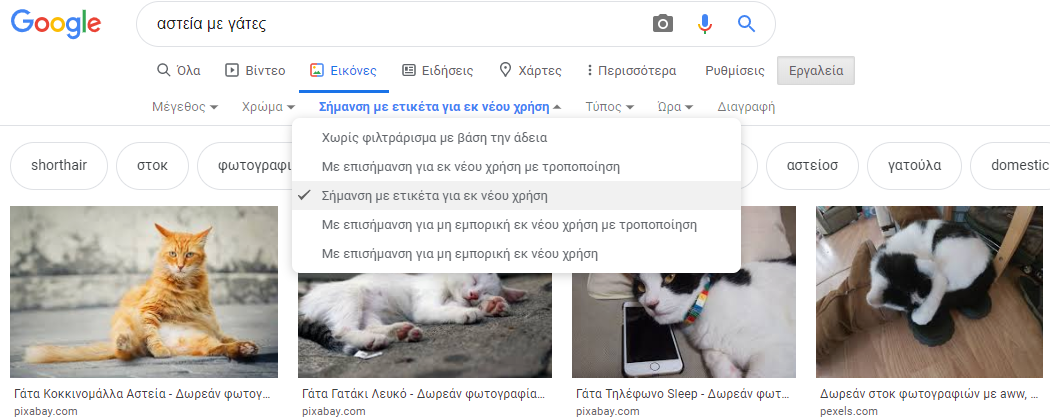 Google
αστεία με γάτες
Όλα Βίντεο Εικόνες Ειδήσεις Χάρτες Περισσότερα Ρυθμίσεις Εργαλεία
Μέγεθος Χρώμα Σήμανση με ετικέτα για εκ νέου χρήση Τύπος Ώρα Διαγραφή
Χωρίς φιλτράρισμα με βάση την άδεια
Με επισήμανση για εκ νέου χρήση με τροποποίηση
Σήμανση με ετικέτα για εκ νέου χρήση
Με επισήμανση για μη εμπορική εκ νέου χρήση με τροποποίηση
Με επισήμανση για μη εμπορική εκ νέου χρήση
shorthair στοκ φωτογραφι αστείοσ γατούλα domestic
Γάτα Κοκκινομάλλα Αστεία - Δωρεάν φωτογ... Γάτα Γατάκι Λευκό - Δωρεάν φωτογραφία... Γάτα Τηλέφωνο Sleep - Δωρεάν φωτ... Δωρεάν στοκ φωτογραφιών με aww, ...
pixabay.com pixabay.com pixabay.com pexels.com